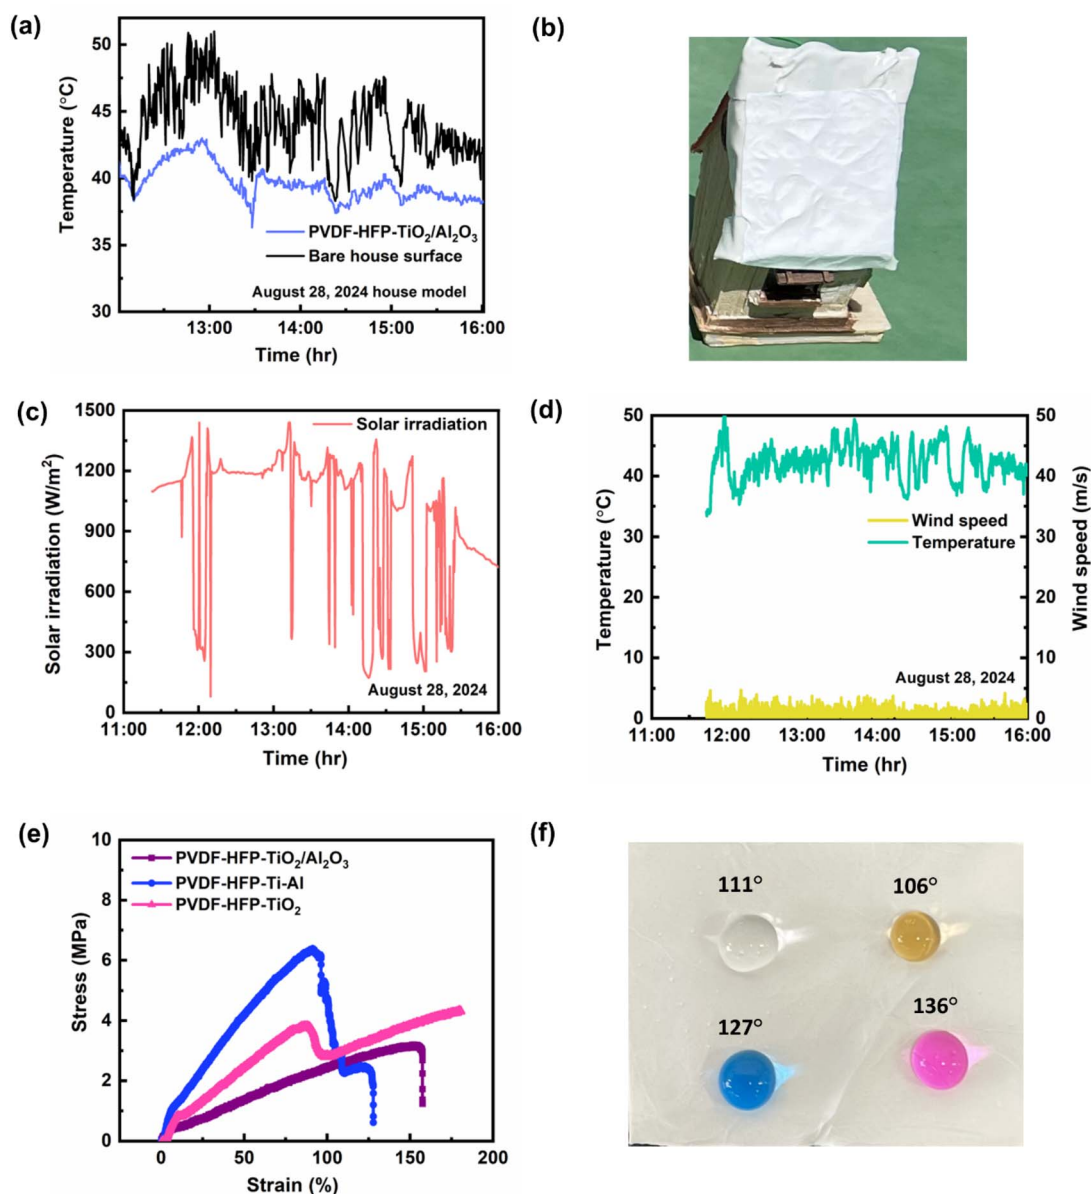 (a)
50
45
40
35
30
Temperature (°C)
PVDF-HFP-TiO₂/Al₂O₃
Bare house surface
August 28, 2024 house model
13:00 14:00 15:00 16:00
Time (hr)
(b)
(c)
1500
1200
900
600
300
0
Solar irradiation (W/m²)
Solar irradiation
August 28, 2024
11:00 12:00 13:00 14:00 15:00 16:00
Time (hr)
(d)
50
40
30
20
10
0
Temperature (°C)
Wind speed
Temperature
August 28, 2024
50
40
30
20
10
0
Wind speed (m/s)
11:00 12:00 13:00 14:00 15:00 16:00
Time (hr)
(e)
10
8
6
4
2
0
Stress (MPa)
PVDF-HFP-TiO₂/Al₂O₃
PVDF-HFP-Ti-Al
PVDF-HFP-TiO₂
0 50 100 150 200
Strain (%)
(f)
111° 106°
127° 136°